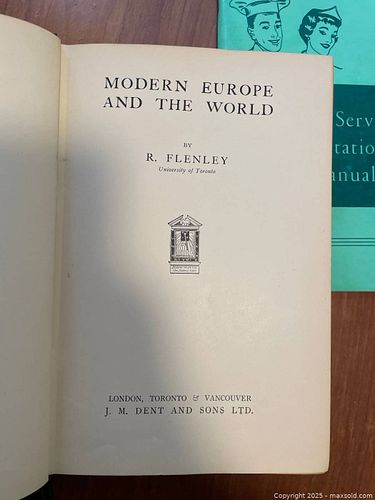 MODERN EUROPE
AND THE WORLD
BY
R. FLENLEY
University of Toronto
LONDON, TORONTO & VANCOUVER
J. M. DENT AND SONS LTD.
Serv
tatio
anual
Copyright 2025 - maxsold.com